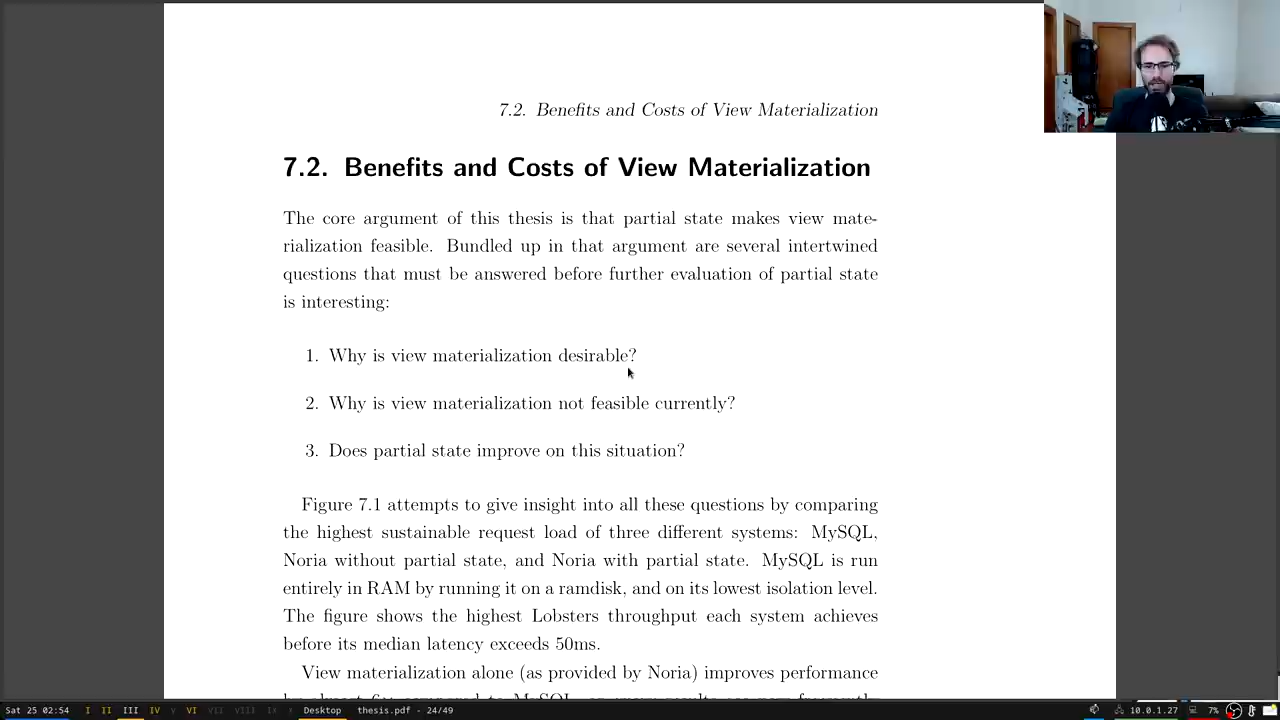 7.2. Benefits and Costs of View Materialization
7.2. Benefits and Costs of View Materialization
The core argument of this thesis is that partial state makes view mate-
rialization feasible. Bundled up in that argument are several intertwined
questions that must be answered before further evaluation of partial state
is interesting:
1. Why is view materialization desirable?
2. Why is view materialization not feasible currently?
3. Does partial state improve on this situation?
Figure 7.1 attempts to give insight into all these questions by comparing
the highest sustainable request load of three different systems: MySQL,
Noria without partial state, and Noria with partial state. MySQL is run
entirely in RAM by running it on a ramdisk, and on its lowest isolation level.
The figure shows the highest Lobsters throughput each system achieves
before its median latency exceeds 50ms.
View materialization alone (as provided by Noria) improves performance
Sat 25 02:54 I II III IV V VI VII VIII IX X Desktop thesis.pdf - 24/49 10.0.1.27 7%